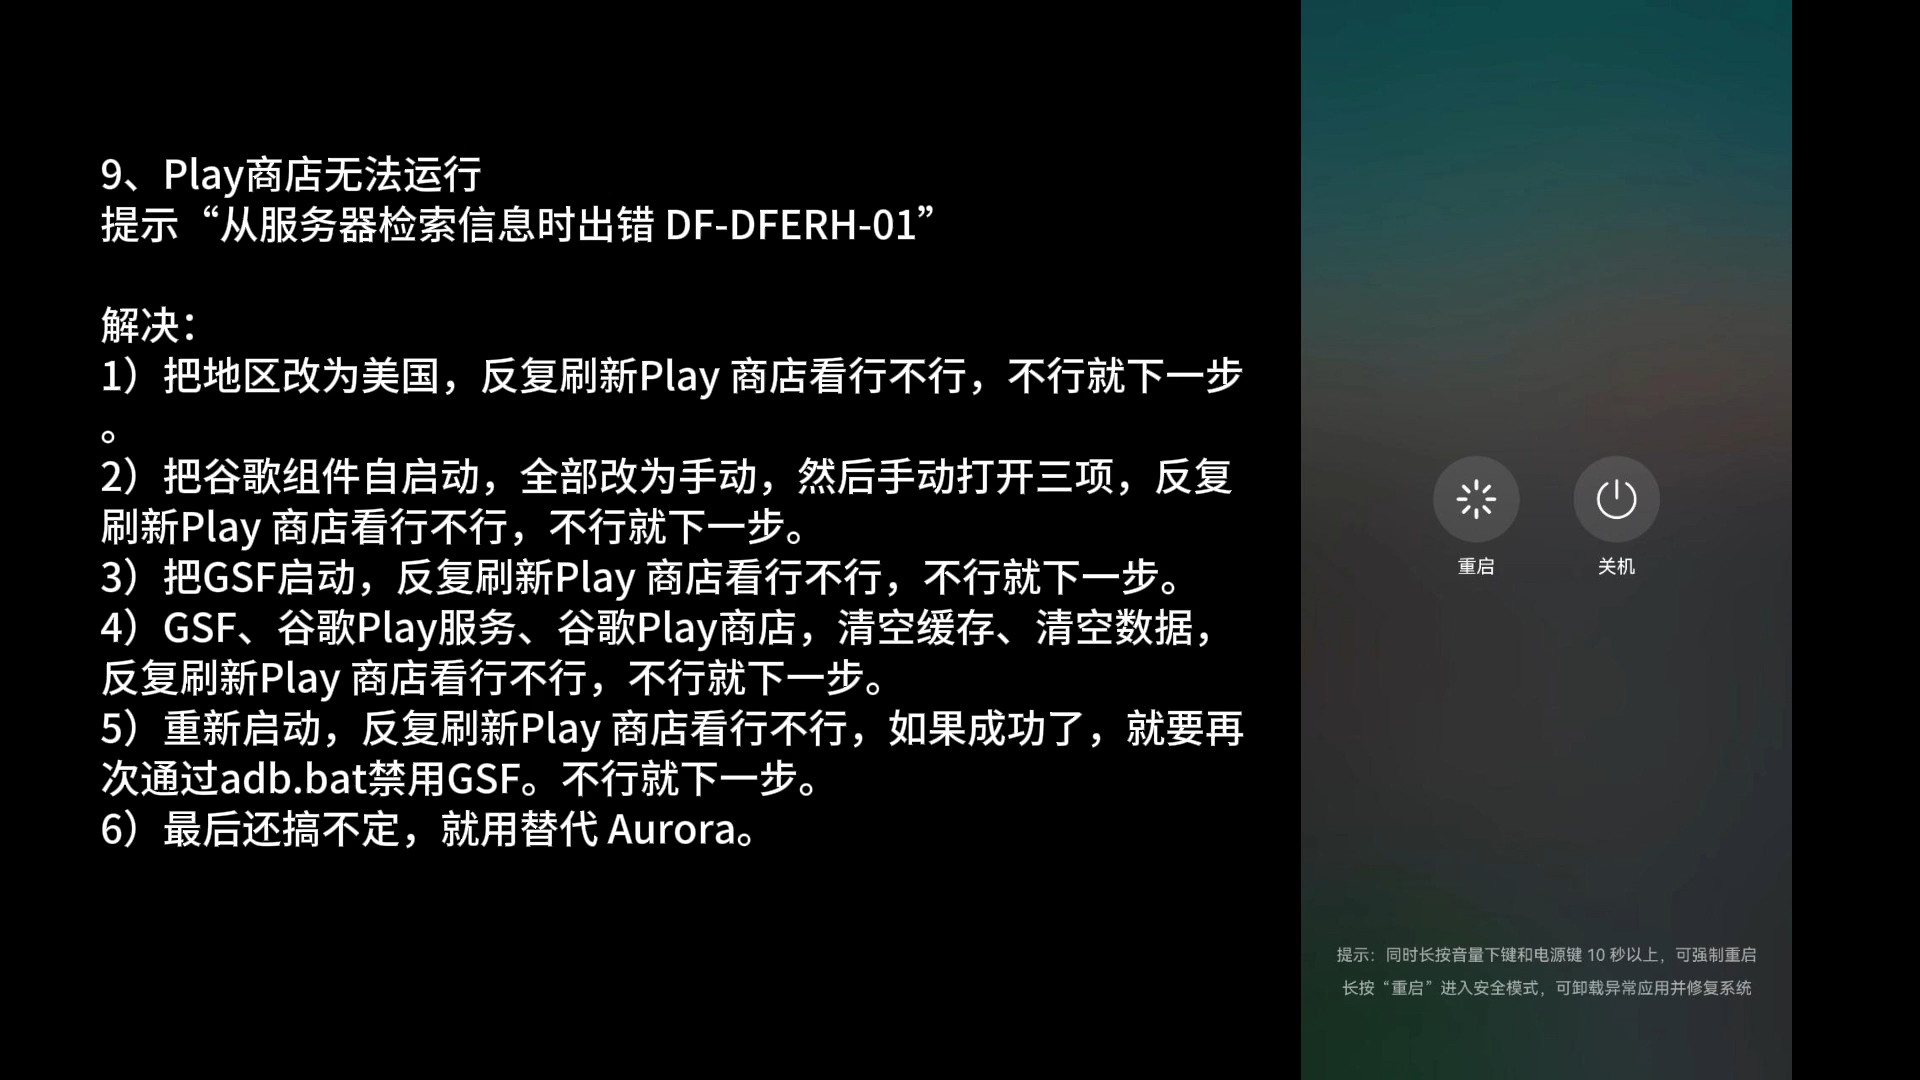 9、Play商店无法运行
提示“从服务器检索信息时出错 DF-DFERH-01”
解决：
1）把地区改为美国，反复刷新Play 商店看行不行，不行就下一步
。
2）把谷歌组件自启动，全部改为手动，然后手动打开三项，反复
刷新Play 商店看行不行，不行就下一步。
3）把GSF启动，反复刷新Play 商店看行不行，不行就下一步。
4）GSF、谷歌Play服务、谷歌Play商店，清空缓存、清空数据，
反复刷新Play 商店看行不行，不行就下一步。
5）重新启动，反复刷新Play 商店看行不行，如果成功了，就要再
次通过adb.bat禁用GSF。不行就下一步。
6）最后还搞不定，就用替代 Aurora。
重启
关机
提示：同时长按音量下键和电源键 10 秒以上，可强制重启
长按“重启”进入安全模式，可卸载异常应用并修复系统